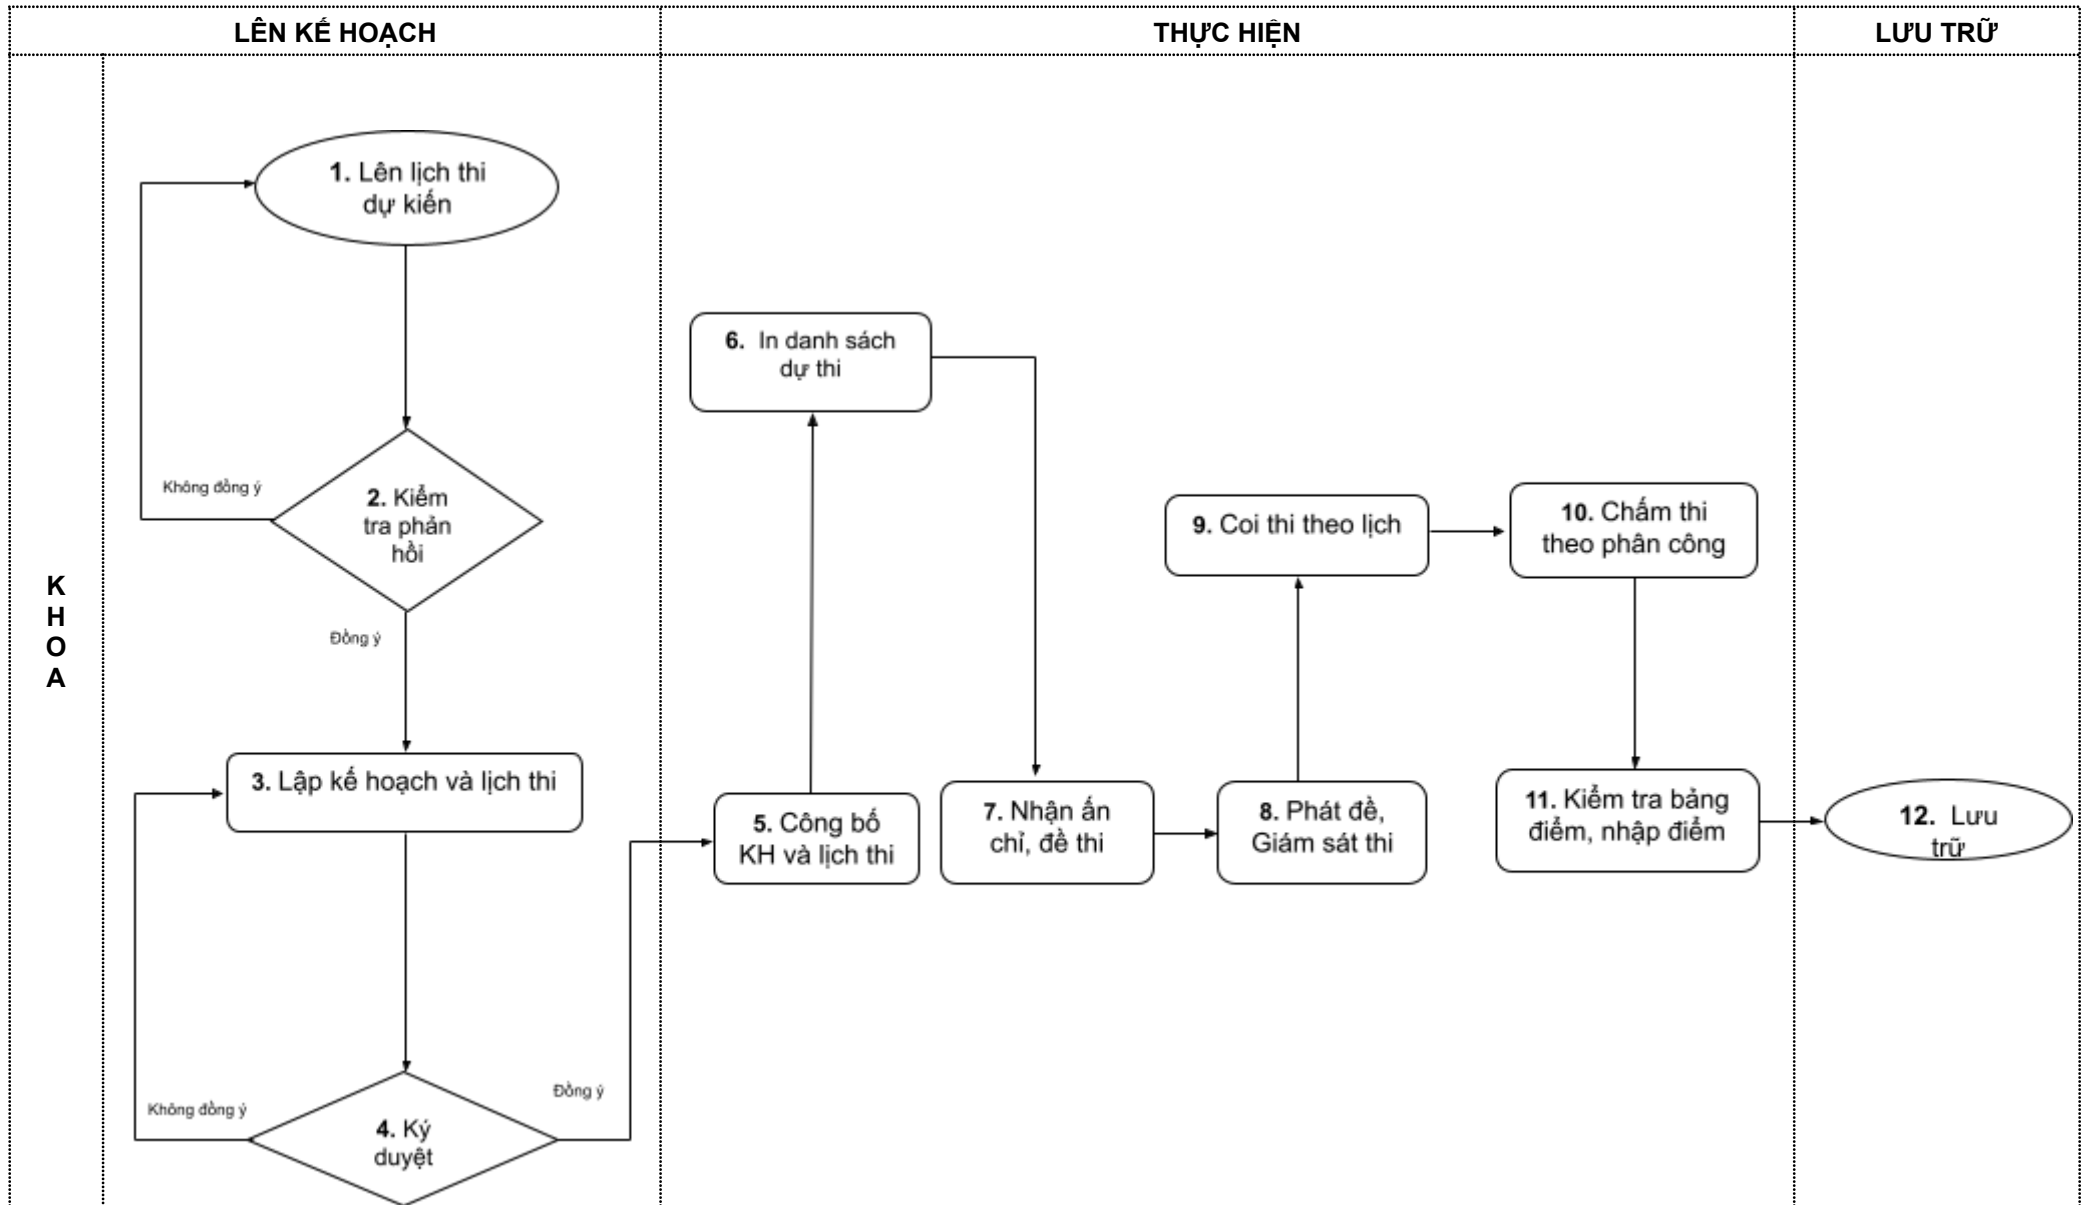 LÊN KẾ HOẠCH
THỰC HIỆN
LƯU TRỮ
K
H
O
A
1. Lên lịch thi
dự kiến
Không đồng ý
2. Kiểm
tra phản
hồi
Đồng ý
3. Lập kế hoạch và lịch thi
Không đồng ý
4. Ký
duyệt
Đồng ý
5. Công bố
KH và lịch thi
6. In danh sách
dự thi
7. Nhận ấn
chỉ, đề thi
8. Phát đề,
Giám sát thi
9. Coi thi theo lịch
10. Chấm thi
theo phân công
11. Kiểm tra bảng
điểm, nhập điểm
12. Lưu
trữ